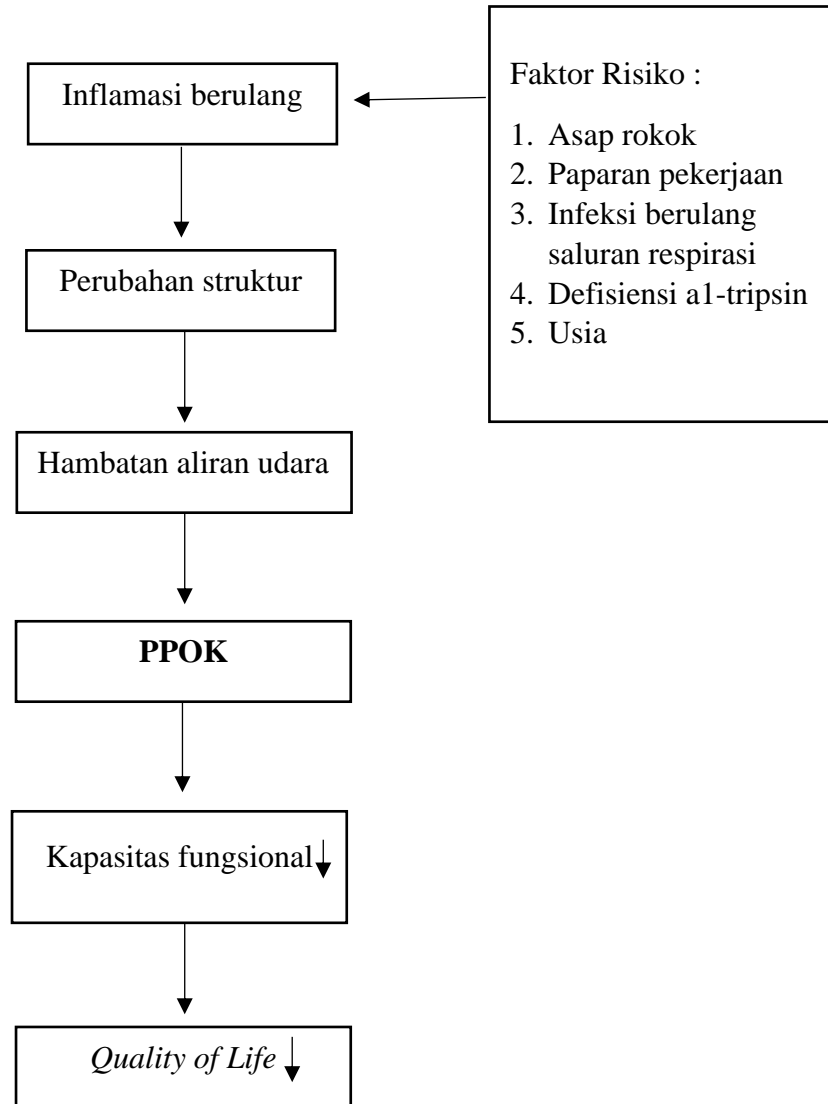 Inflamasi berulang
Perubahan struktur
Hambatan aliran udara
PPOK
Kapasitas fungsional
Quality of Life
Faktor Risiko :
1. Asap rokok
2. Paparan pekerjaan
3. Infeksi berulang
saluran respirasi
4. Defisiensi a1-tripsin
5. Usia